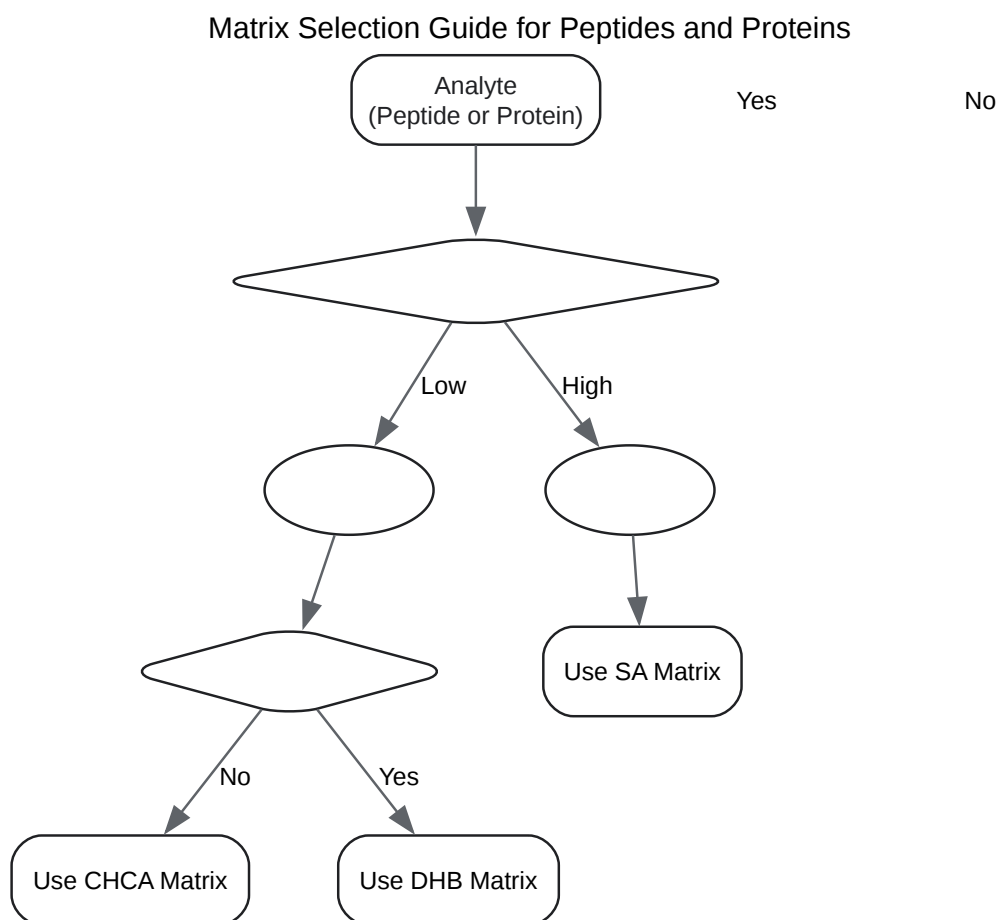 Matrix Selection Guide for Peptides and Proteins
Analyte
(Peptide or Protein)
Yes
No
Low
High
Use SA Matrix
No
Yes
Use CHCA Matrix
Use DHB Matrix